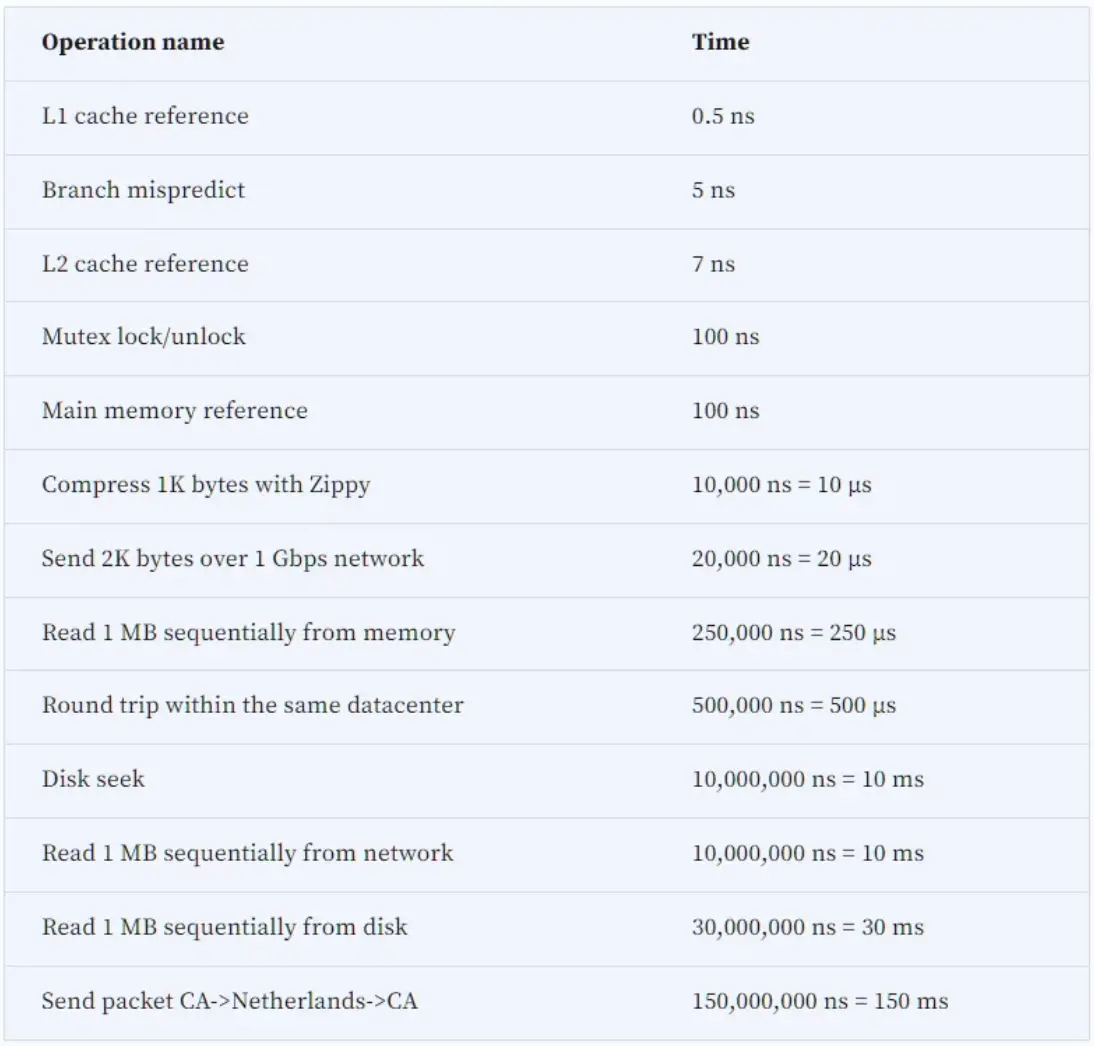 Operation name Time
L1 cache reference 0.5 ns
Branch mispredict 5 ns
L2 cache reference 7 ns
Mutex lock/unlock 100 ns
Main memory reference 100 ns
Compress 1K bytes with Zippy 10,000 ns = 10 μs
Send 2K bytes over 1 Gbps network 20,000 ns = 20 μs
Read 1 MB sequentially from memory 250,000 ns = 250 μs
Round trip within the same datacenter 500,000 ns = 500 μs
Disk seek 10,000,000 ns = 10 ms
Read 1 MB sequentially from network 10,000,000 ns = 10 ms
Read 1 MB sequentially from disk 30,000,000 ns = 30 ms
Send packet CA->Netherlands->CA 150,000,000 ns = 150 ms